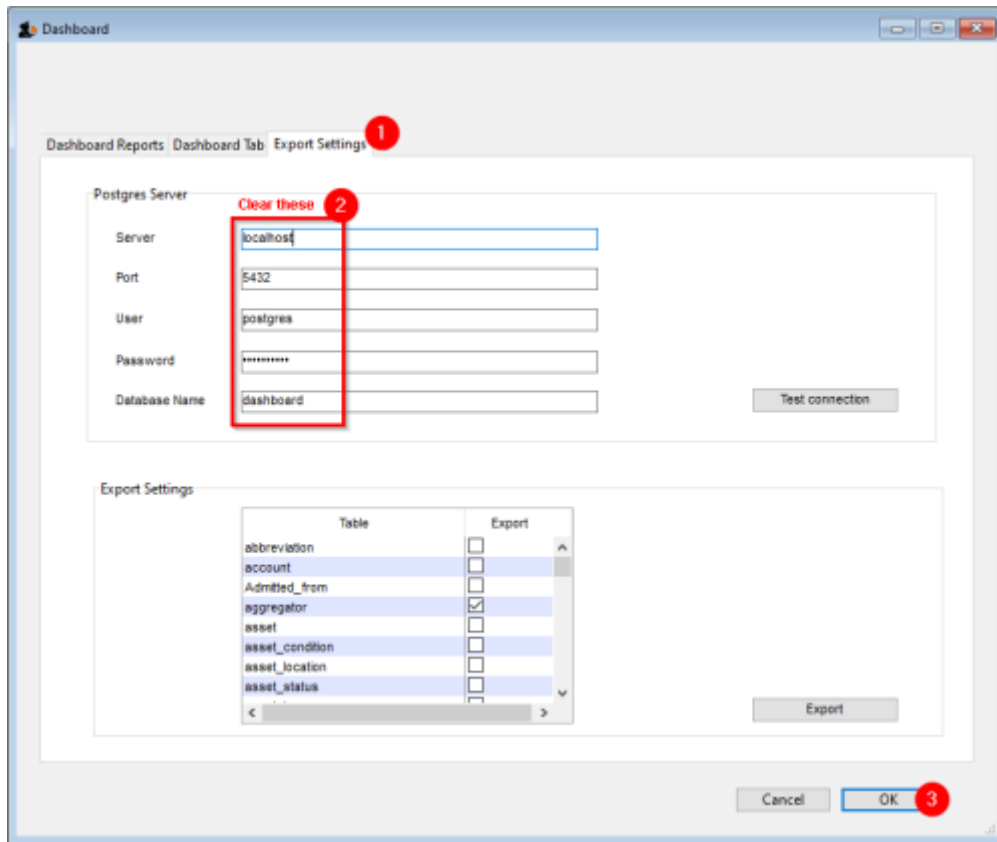 Dashboard
Dashboard Reports Dashboard Tab Export Settings 1
Postgres Server
Clear these 2
Server localhost
Port 5432
User postgres
Password ••••••••••
Database Name dashboard Test connection
Export Settings
Table Export
abbreviation
account
Admitted_from
aggregator
asset
asset_condition
asset_location
asset_status
Export
Cancel OK 3